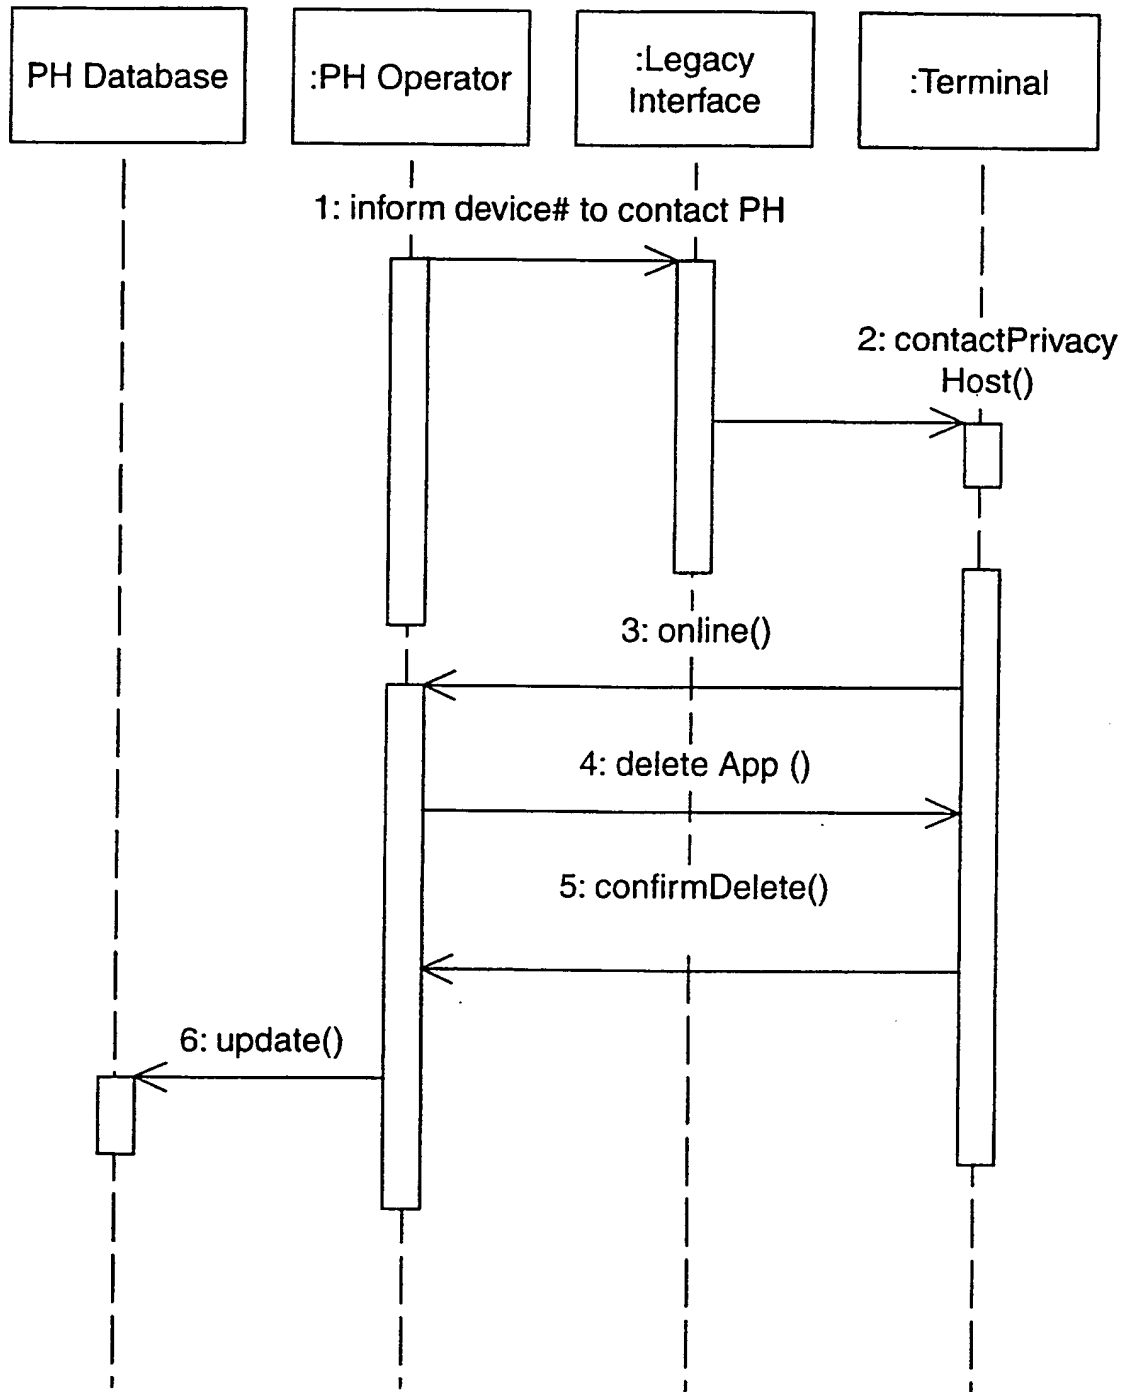 PH Database
:PH Operator
:Legacy
Interface
:Terminal
1: inform device# to contact PH
2: contactPrivacy
Host()
3: online()
4: delete App ()
5: confirmDelete()
6: update()